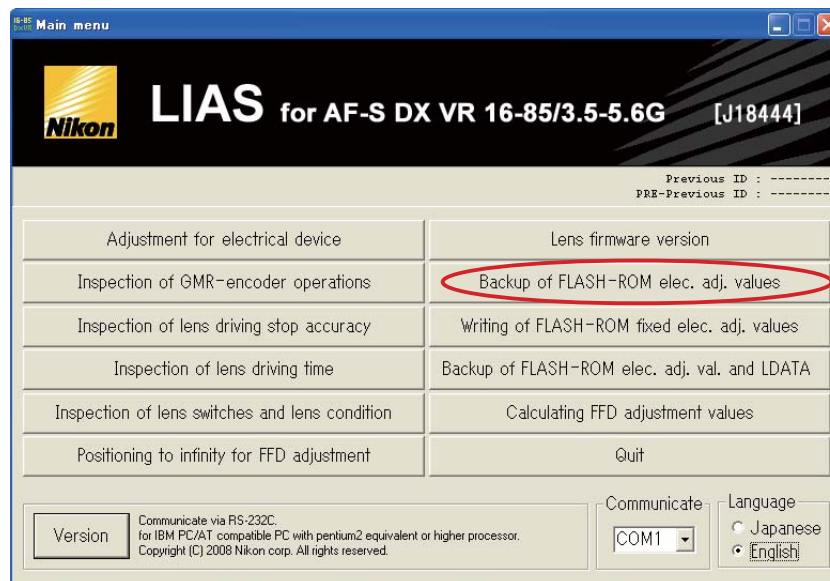 Main menu
Nikon
LIAS for AF-S DX VR 16-85/3.5-5.6G [J18444]
Previous ID : --------
PRE-Previous ID : --------
Adjustment for electrical device
Lens firmware version
Inspection of GMR-encoder operations
Backup of FLASH-ROM elec. adj. values
Inspection of lens driving stop accuracy
Writing of FLASH-ROM fixed elec. adj. values
Inspection of lens driving time
Backup of FLASH-ROM elec. adj. val. and LDATA
Inspection of lens switches and lens condition
Calculating FFD adjustment values
Positioning to infinity for FFD adjustment
Quit
Version
Communicate via RS-232C.
for IBM PC/AT compatible PC with pentium2 equivalent or higher processor.
Copyright (C) 2008 Nikon corp. All rights reserved.
Communicate
COM1
Language
Japanese
English